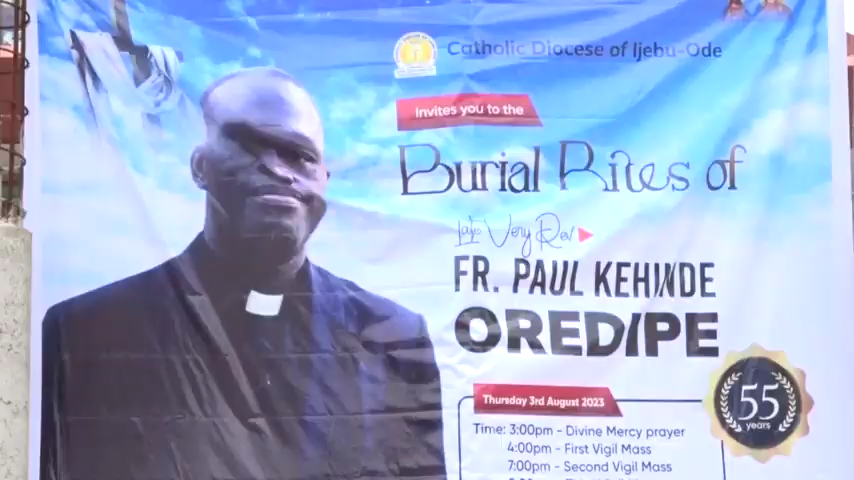 Catholic Diocese of Ijebu-Ode
Invites you to the
Burial Rites of
Late Very Rev
FR. PAUL KEHINDE
OREDIPE
Thursday 3rd August 2023
Time: 3:00pm - Divine Mercy prayer
4:00pm - First Vigil Mass
7:00pm - Second Vigil Mass
55
years